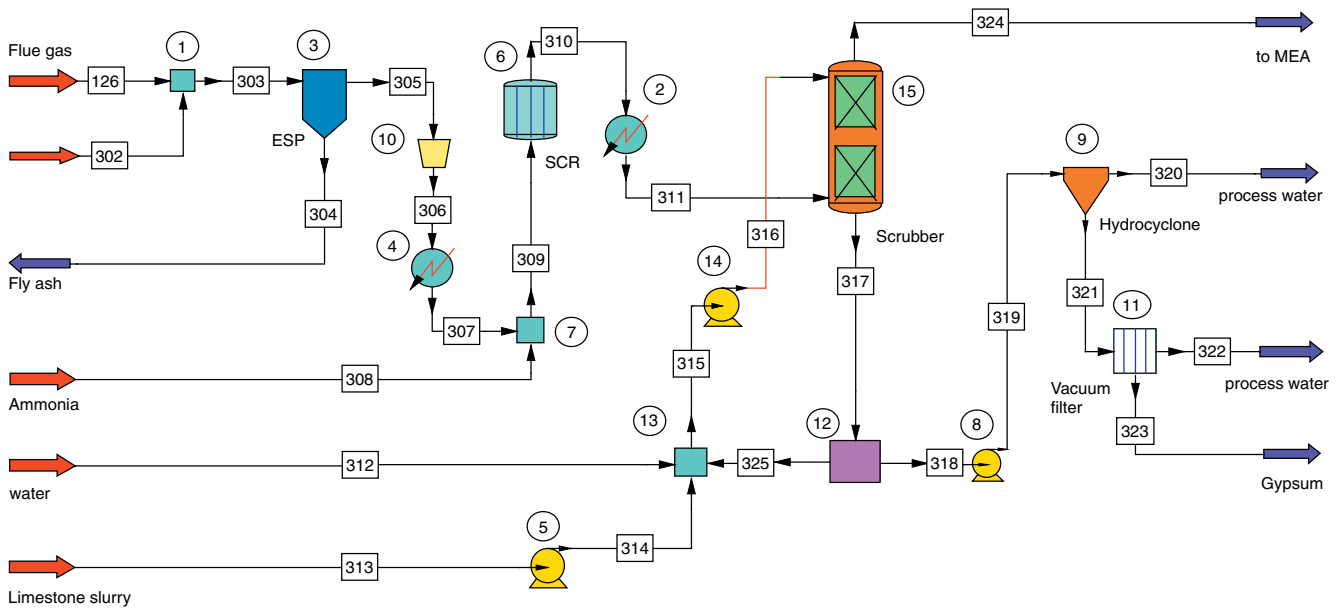 324
to MEA
Flue gas
1
3
6
310
126
303
305
2
15
302
ESP
10
SCR
9
320
process water
304
306
311
316
Scrubber
Hydrocyclone
4
309
14
317
321
Fly ash
307
7
319
11
322
process water
308
315
Vacuum
filter
Ammonia
13
12
8
323
312
325
318
water
Gypsum
5
314
313
Limestone slurry